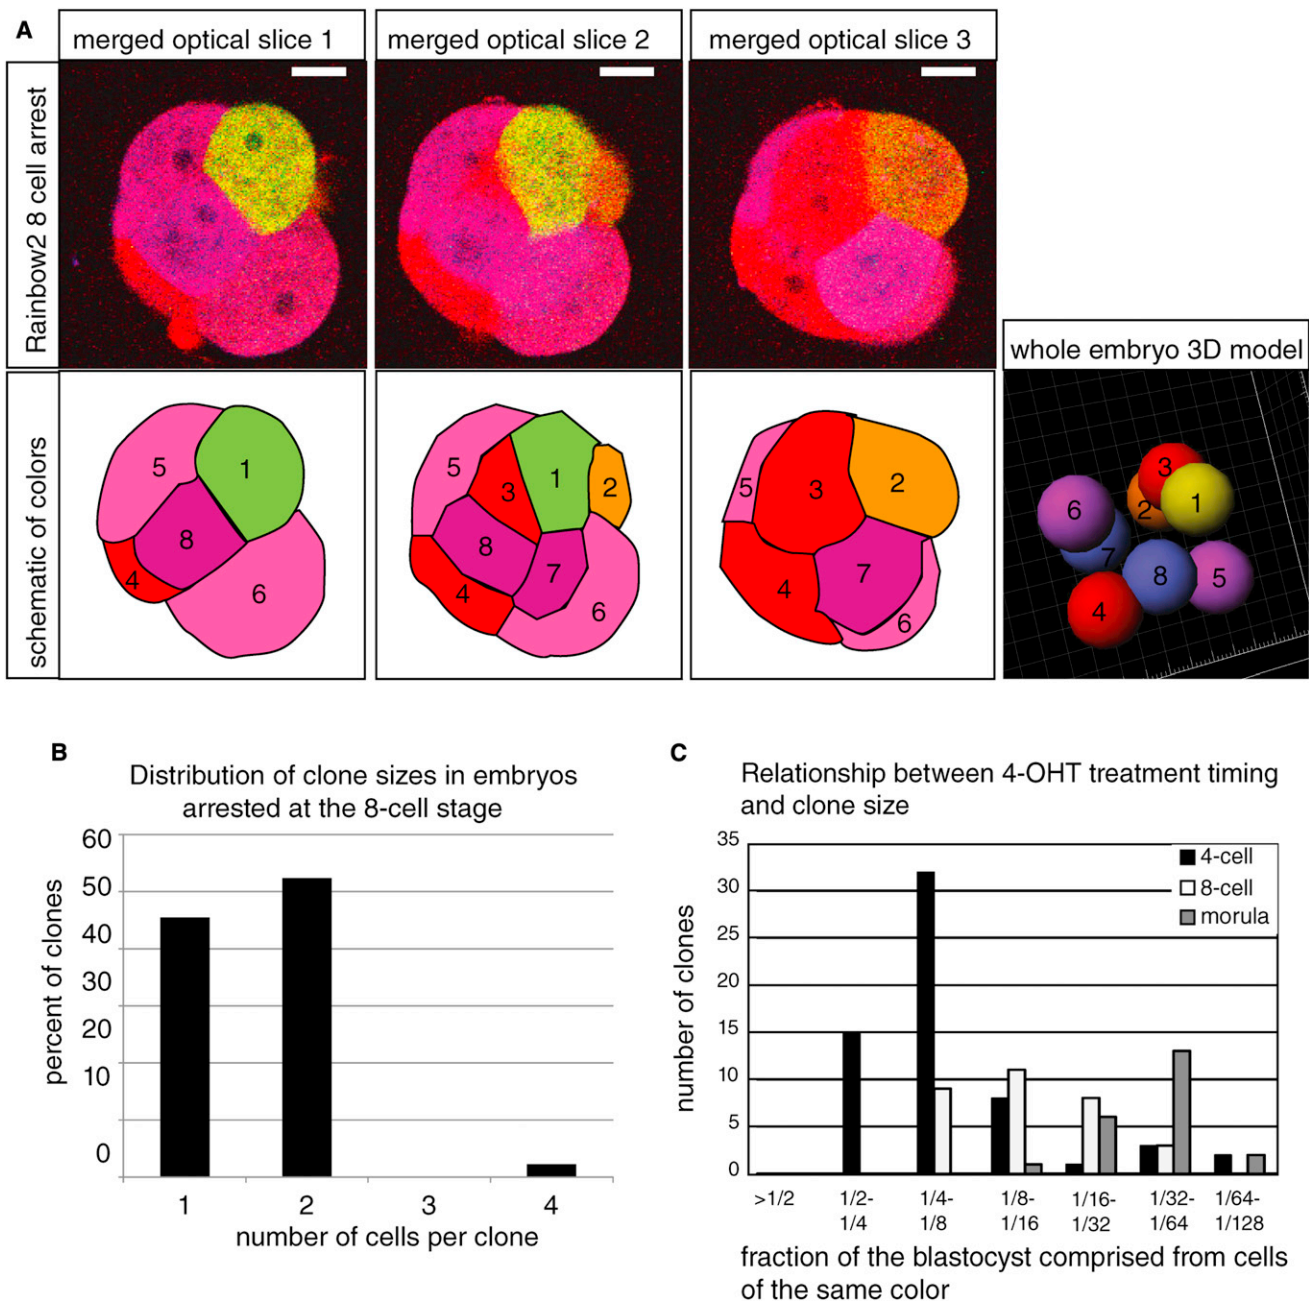 A
merged optical slice 1
merged optical slice 2
merged optical slice 3
Rainbow2 8 cell arrest
whole embryo 3D model
schematic of colors
5
1
8
4
6
5
3
1
2
8
7
4
6
5
3
2
4
7
6
3
6
2
1
7
8
5
4
B
Distribution of clone sizes in embryos
arrested at the 8-cell stage
percent of clones
60
50
40
30
20
10
0
1 2 3 4
number of cells per clone
C
Relationship between 4-OHT treatment timing
and clone size
number of clones
35
30
25
20
15
10
5
0
4-cell
8-cell
morula
>1/2 1/2- 1/4- 1/8- 1/16- 1/32- 1/64-
1/4 1/8 1/16 1/32 1/64 1/128
fraction of the blastocyst comprised from cells
of the same color